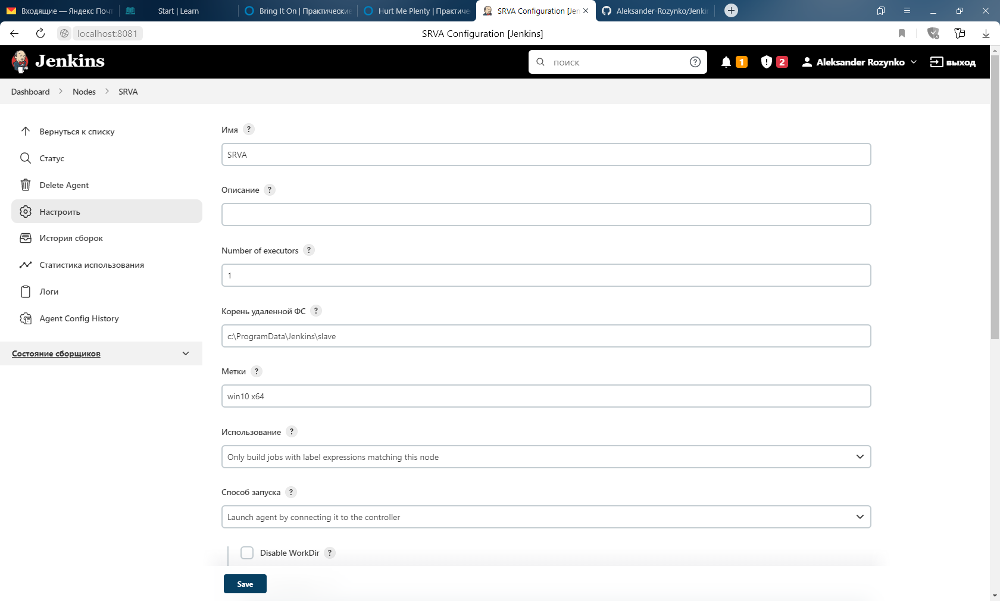 Входящие — Яндекс Почт
Start | Learn
Bring It On | Практические
Hurt Me Plenty | Практиче
SRVA Configuration [Jen
Aleksander-Rozynko/Jenkin
localhost:8081
SRVA Configuration [Jenkins]
Jenkins
поиск
?
1
2
Aleksander Rozynko
выход
Dashboard
Nodes
SRVA
Вернуться к списку
Статус
Delete Agent
Настроить
История сборок
Статистика использования
Логи
Agent Config History
Состояние сборщиков
Имя ?
SRVA
Описание ?
Number of executors ?
1
Корень удаленной ФС ?
c:\ProgramData\Jenkins\slave
Метки ?
win10 x64
Использование ?
Only build jobs with label expressions matching this node
Способ запуска ?
Launch agent by connecting it to the controller
Disable WorkDir ?
Save